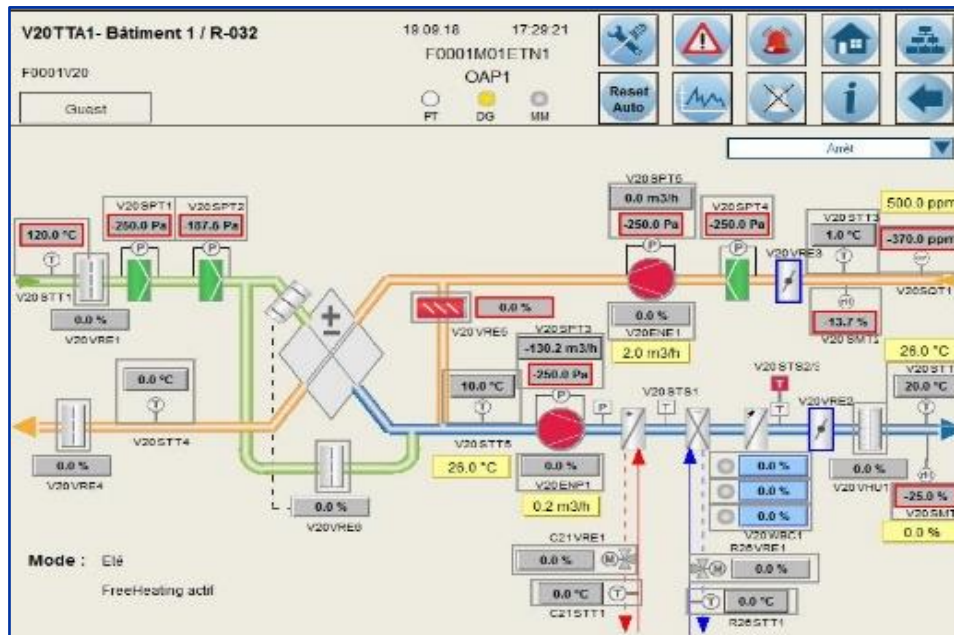 V20TTA1- Bâtiment 1 / R-032
19.09.18 17:29:21
F0001M01ETN1
F0001V20
OAP1
Guest
PT DG MM
Reset
Auto
Arrêt
V20SPT1 V20SPT2
-250.0 Pa
120.0 °C
V20STT1
0.0 %
V20VRE1
V20SPT5
0.0 m3/h
-250.0 Pa
V20SPT4
-250.0 Pa
V20STT3
1.0 °C
500.0 ppm
-370.0 ppm
V20SQT1
V20VRE3
-13.7 %
0.0 %
V20ENE1
2.0 m3/h
0.0 %
V20VRE5
V20SPT3
-130.2 m3/h
-250.0 Pa
26.0 °C
20.0 °C
V20STS2/3
V20STS1
V20VRE2
10.0 °C
V20STT5
26.0 °C
0.0 °C
V20STT4
0.0 %
V20VRE4
0.0 %
V20VRE6
0.0 %
V20ENP1
0.2 m3/h
0.0 %
0.0 %
0.0 %
V20WBC1
0.0 %
V20VHU1
-25.0 %
0.0 %
C21VRE1
0.0 %
0.0 °C
C21STT1
R26VRE1
0.0 %
0.0 °C
R26STT1
Mode : Eté
FreeHeating actif